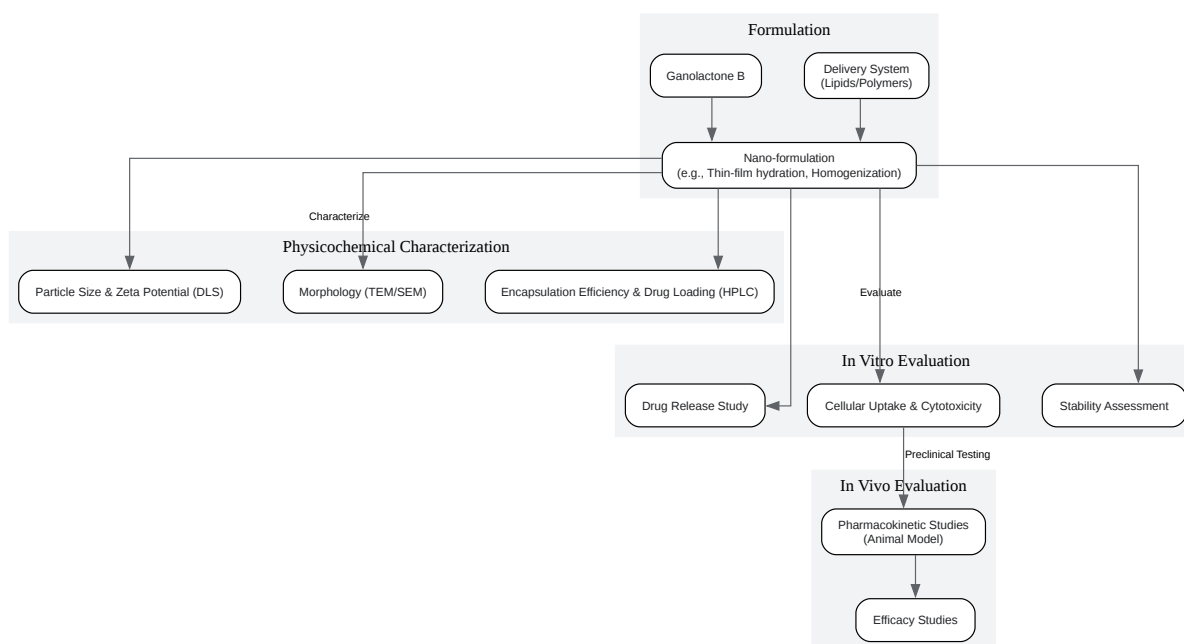 Formulation
Ganolactone B
Delivery System
(Lipids/Polymers)
Nano-formulation
(e.g., Thin-film hydration, Homogenization)
Characterize
Physicochemical Characterization
Particle Size & Zeta Potential (DLS)
Morphology (TEM/SEM)
Encapsulation Efficiency & Drug Loading (HPLC)
Evaluate
In Vitro Evaluation
Drug Release Study
Cellular Uptake & Cytotoxicity
Stability Assessment
Preclinical Testing
In Vivo Evaluation
Pharmacokinetic Studies
(Animal Model)
Efficacy Studies